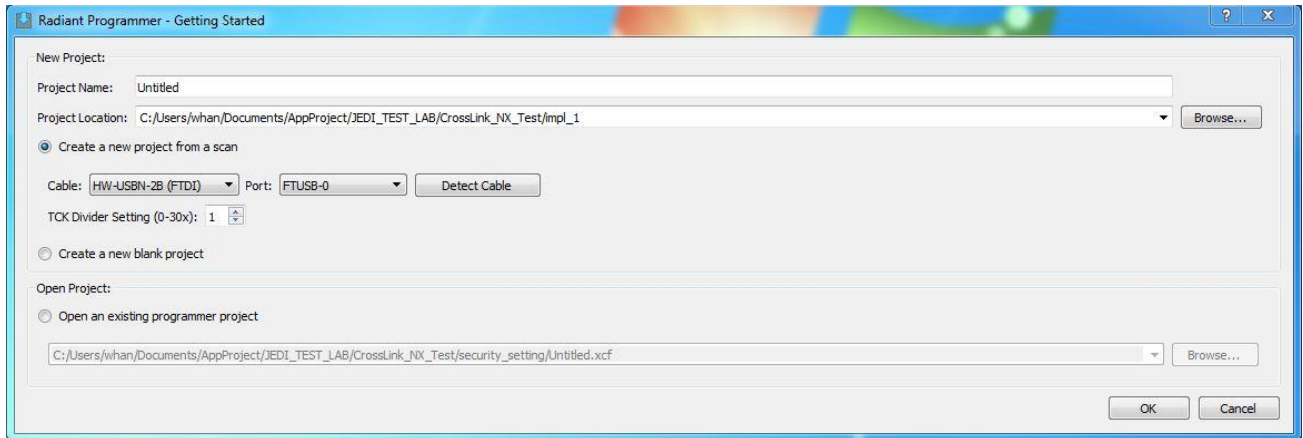 Radiant Programmer - Getting Started
New Project:
Project Name: Untitled
Project Location: C:/Users/whan/Documents/AppProject/JEDI_TEST_LAB/CrossLink_NX_Test/impl_1 Browse...
Create a new project from a scan
Cable: HW-USBN-2B (FTDI) Port: FTUSB-0 Detect Cable
TCK Divider Setting (0-30x): 1
Create a new blank project
Open Project:
Open an existing programmer project
C:/Users/whan/Documents/AppProject/JEDI_TEST_LAB/CrossLink_NX_Test/security_setting/Untitled.xcf Browse...
OK Cancel